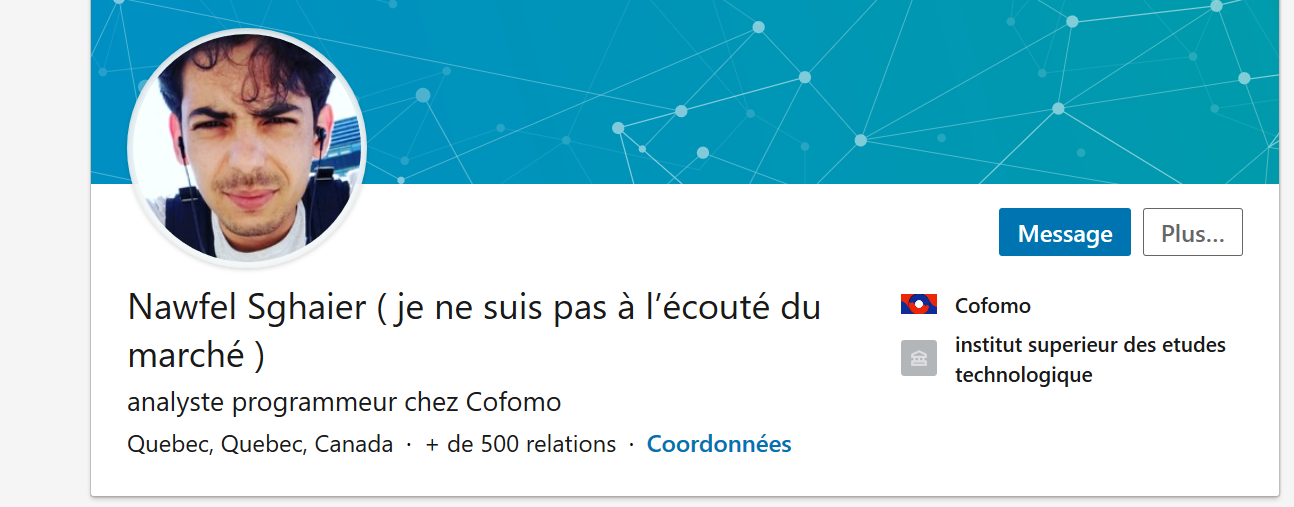 Message
Plus...
Nawfel Sghaier ( je ne suis pas à l'écouté du
marché )
analyste programmeur chez Cofomo
Quebec, Quebec, Canada · + de 500 relations · Coordonnées
Cofomo
institut superieur des etudes
technologique